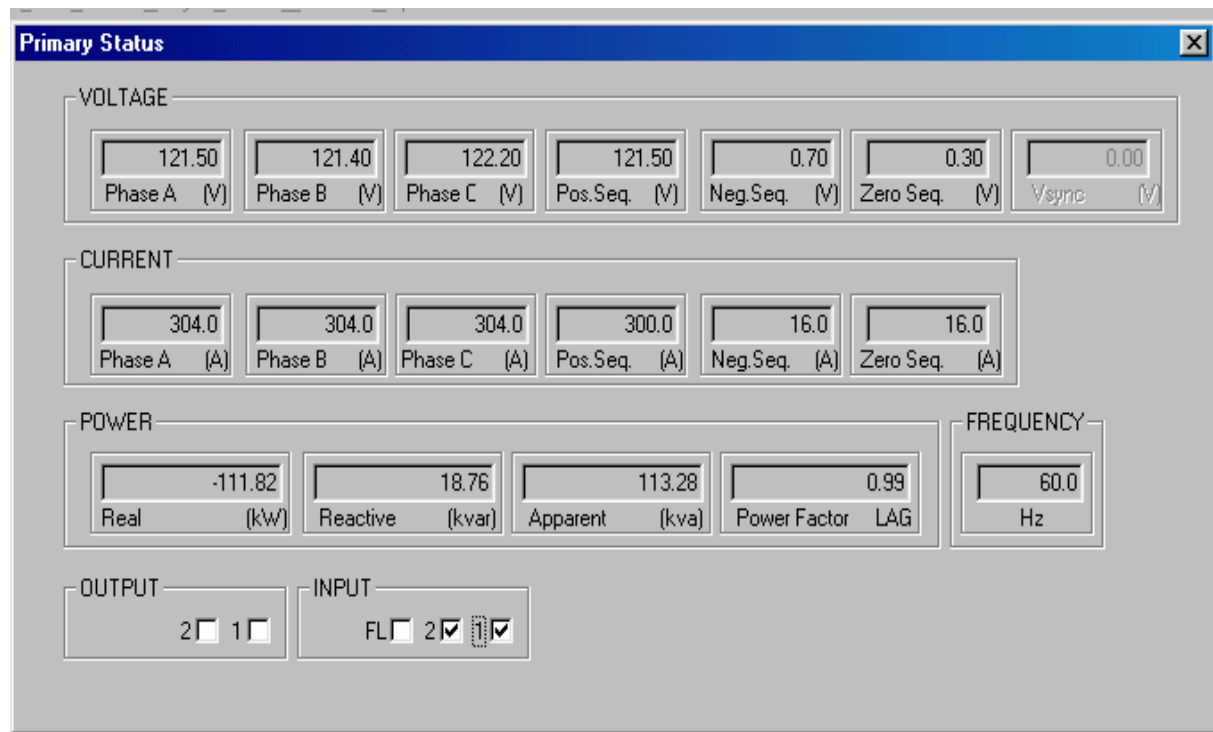 Primary Status
VOLTAGE
121.50 121.40 122.20 121.50 0.70 0.30 0.00
Phase A (V) Phase B (V) Phase C (V) Pos.Seq. (V) Neg.Seq. (V) Zero Seq. (V) Vsync (V)
CURRENT
304.0 304.0 304.0 300.0 16.0 16.0
Phase A (A) Phase B (A) Phase C (A) Pos.Seq. (A) Neg.Seq. (A) Zero Seq. (A)
POWER FREQUENCY
-111.82 18.76 113.28 0.99 60.0
Real (kW) Reactive (kvar) Apparent (kva) Power Factor LAG Hz
OUTPUT INPUT
2 1 FL 2 1